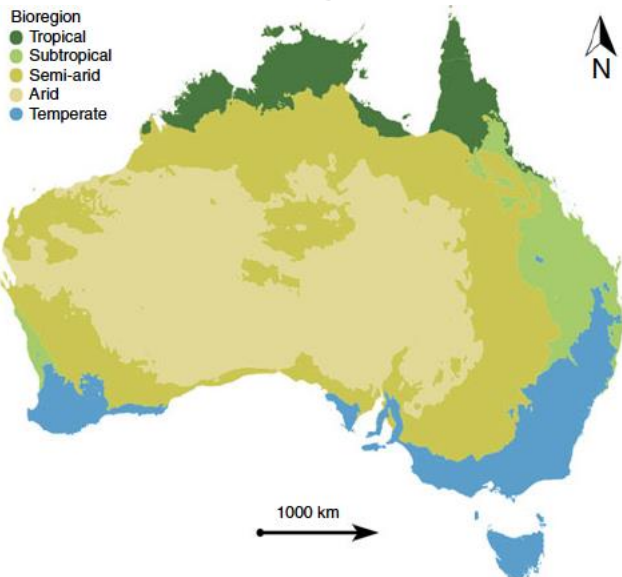 Bioregion
Tropical
Subtropical
Semi-arid
Arid
Temperate
N
1000 km